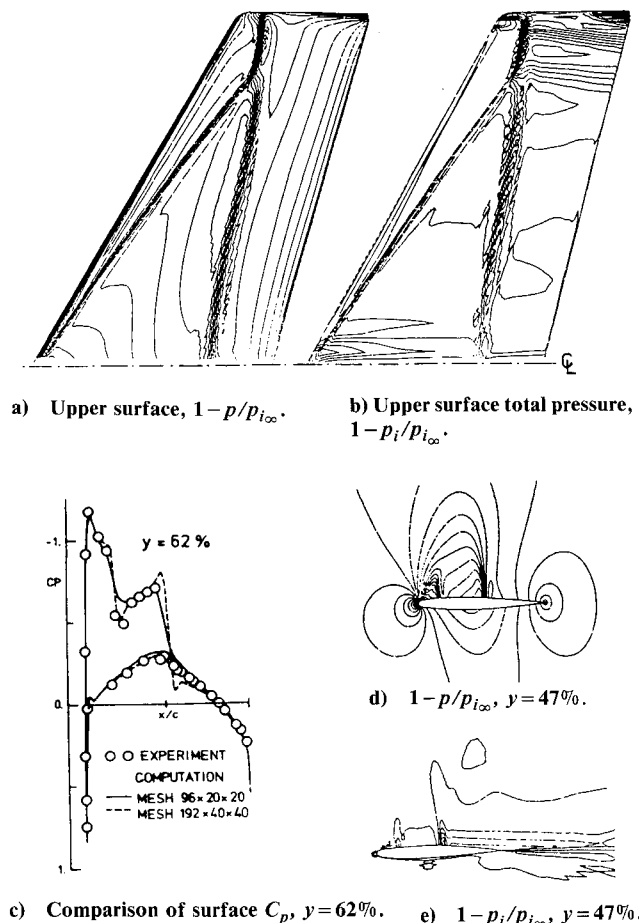 ℄
a) Upper surface, 1−p/p_{i∞}.
b) Upper surface total pressure,
1−p_i/p_{i∞}.
-1.
CP
0.
1.
y = 62 %
x/c
○ ○ EXPERIMENT
COMPUTATION
— MESH 96×20×20
--- MESH 192×40×40
c) Comparison of surface C_p, y=62%.
d) 1−p/p_{i∞}, y=47%.
e) 1−p_i/p_{i∞}, y=47%.